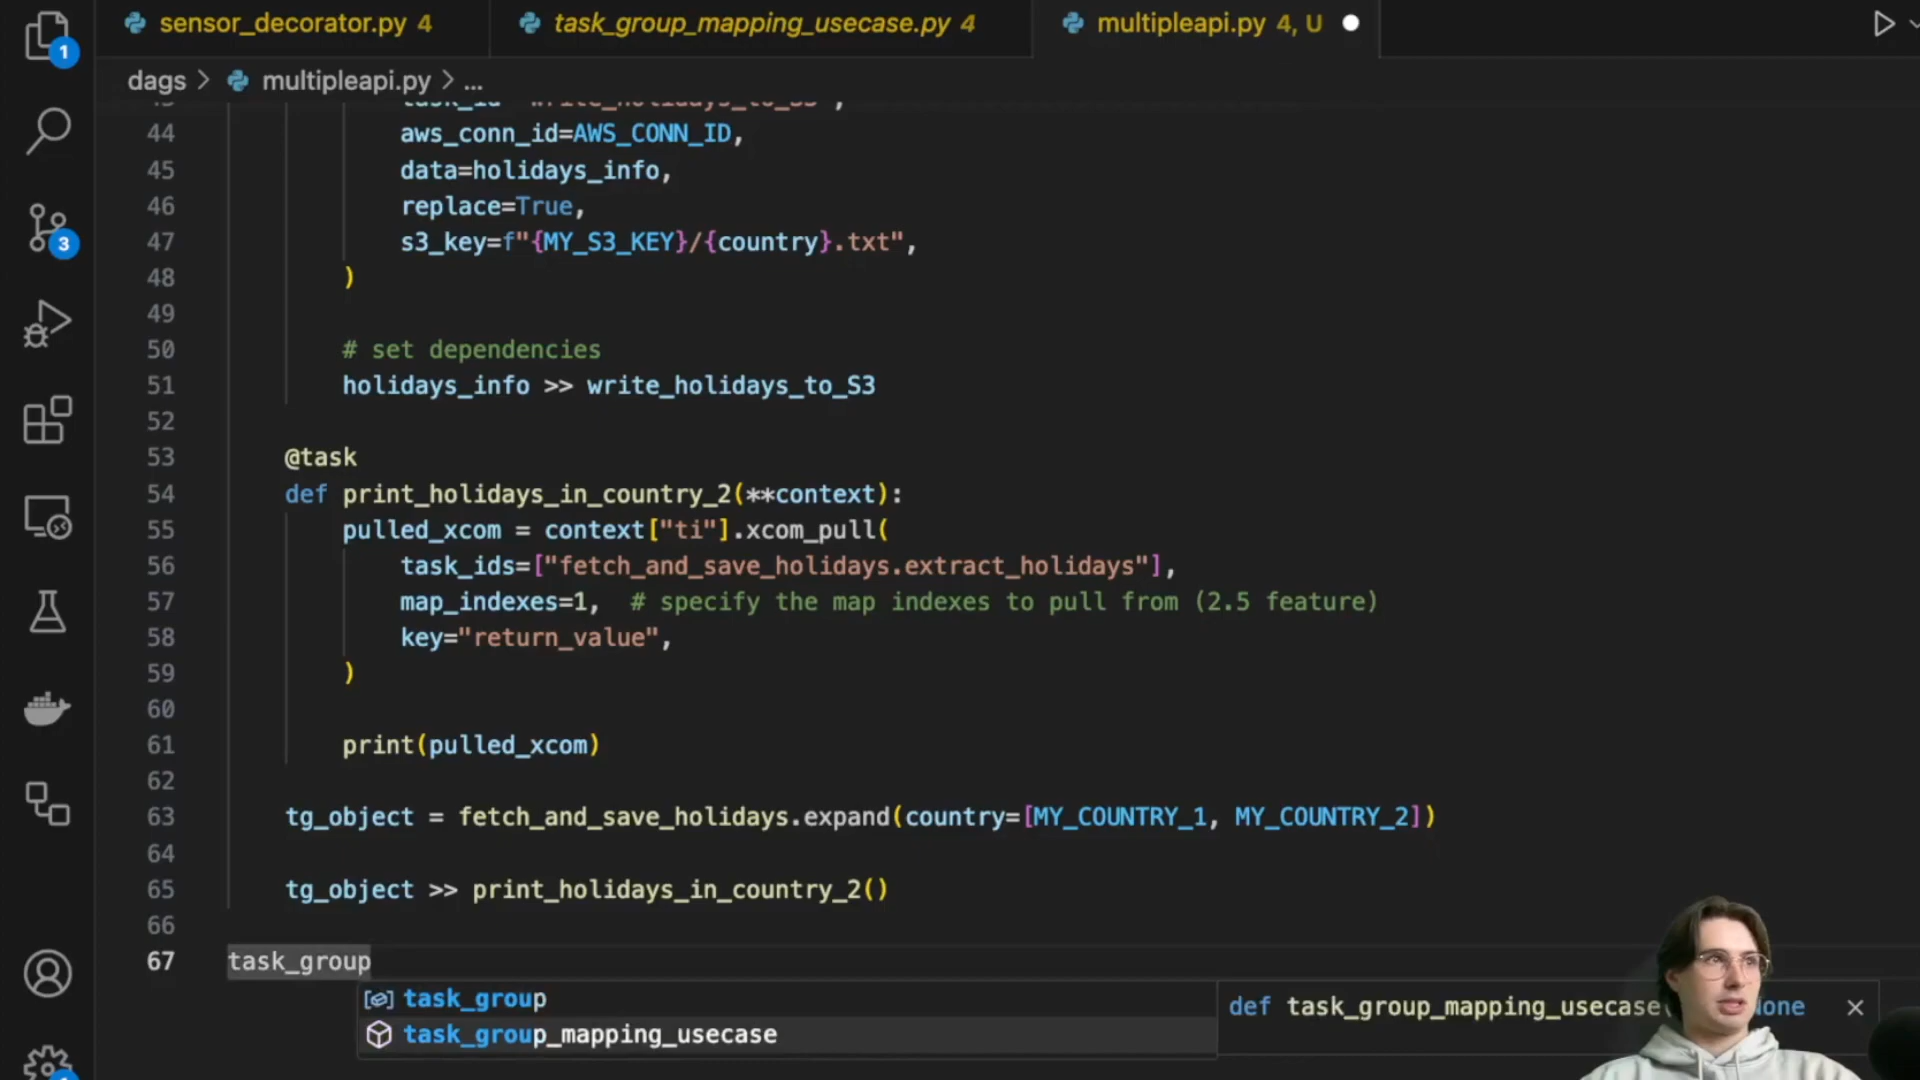 sensor_decorator.py 4
task_group_mapping_usecase.py 4
multipleapi.py 4, U
dags > multipleapi.py > ...
44 aws_conn_id=AWS_CONN_ID,
45 data=holidays_info,
46 replace=True,
47 s3_key=f"{MY_S3_KEY}/{country}.txt",
48 )
49
50 # set dependencies
51 holidays_info >> write_holidays_to_S3
52
53 @task
54 def print_holidays_in_country_2(**context):
55 pulled_xcom = context["ti"].xcom_pull(
56 task_ids=["fetch_and_save_holidays.extract_holidays"],
57 map_indexes=1, # specify the map indexes to pull from (2.5 feature)
58 key="return_value",
59 )
60
61 print(pulled_xcom)
62
63 tg_object = fetch_and_save_holidays.expand(country=[MY_COUNTRY_1, MY_COUNTRY_2])
64
65 tg_object >> print_holidays_in_country_2()
66
67 task_group
task_group
task_group_mapping_usecase
def task_group_mapping_usecase
1
3